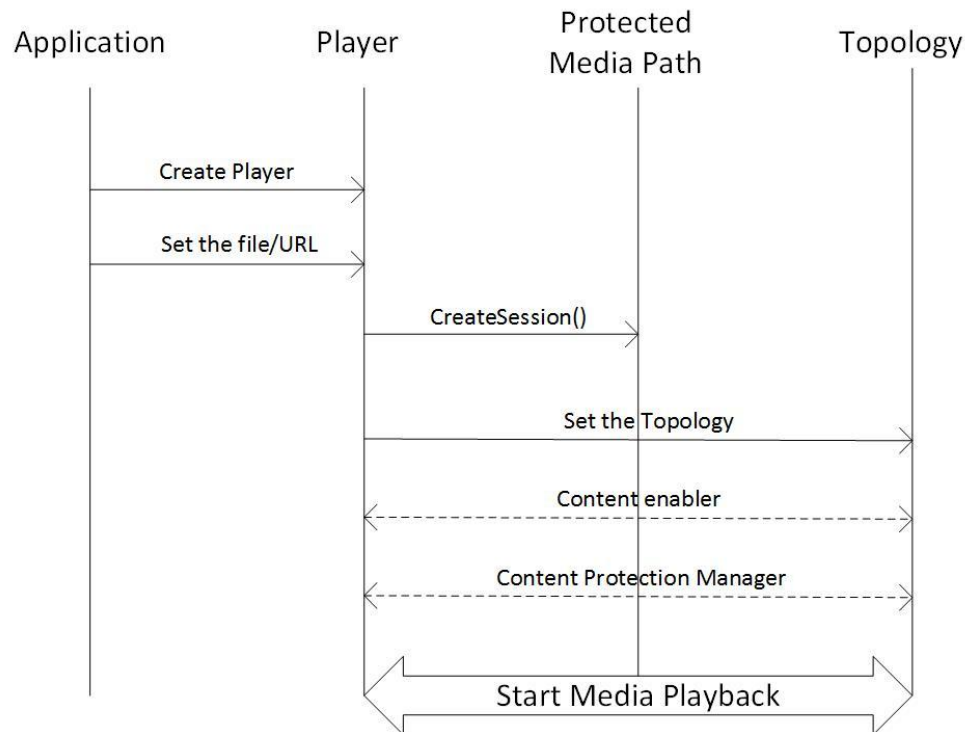 Application
Player
Protected
Media Path
Topology
Create Player
Set the file/URL
CreateSession()
Set the Topology
Content enabler
Content Protection Manager
Start Media Playback